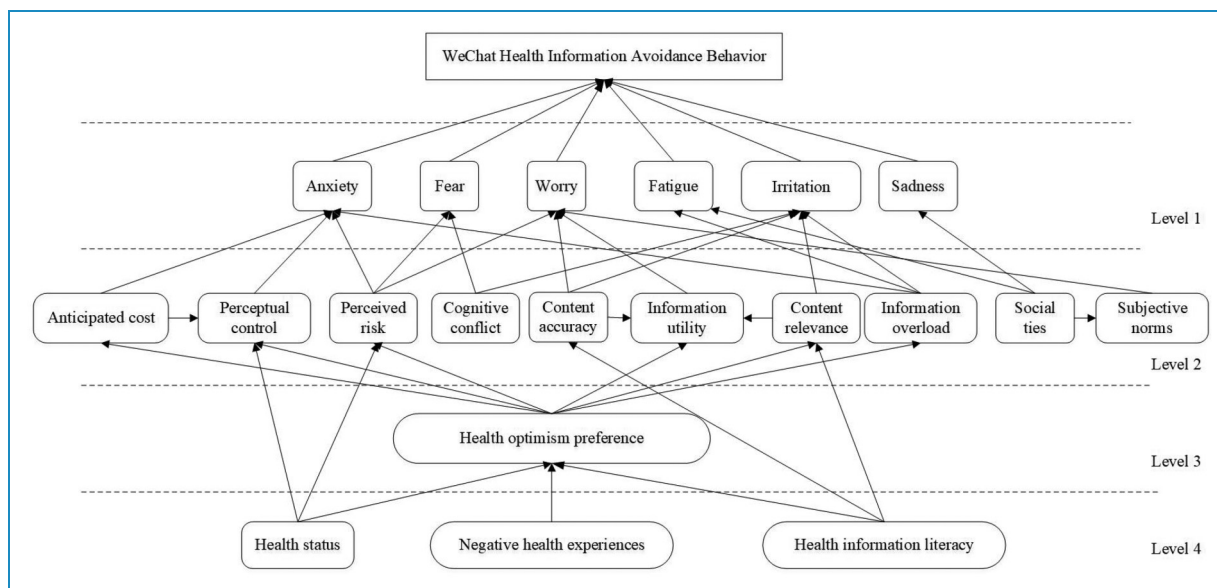 WeChat Health Information Avoidance Behavior
Anxiety
Fear
Worry
Fatigue
Irritation
Sadness
Level 1
Anticipated cost
Perceptual
control
Perceived
risk
Cognitive
conflict
Content
accuracy
Information
utility
Content
relevance
Information
overload
Social
ties
Subjective
norms
Level 2
Health optimism preference
Level 3
Health status
Negative health experiences
Health information literacy
Level 4